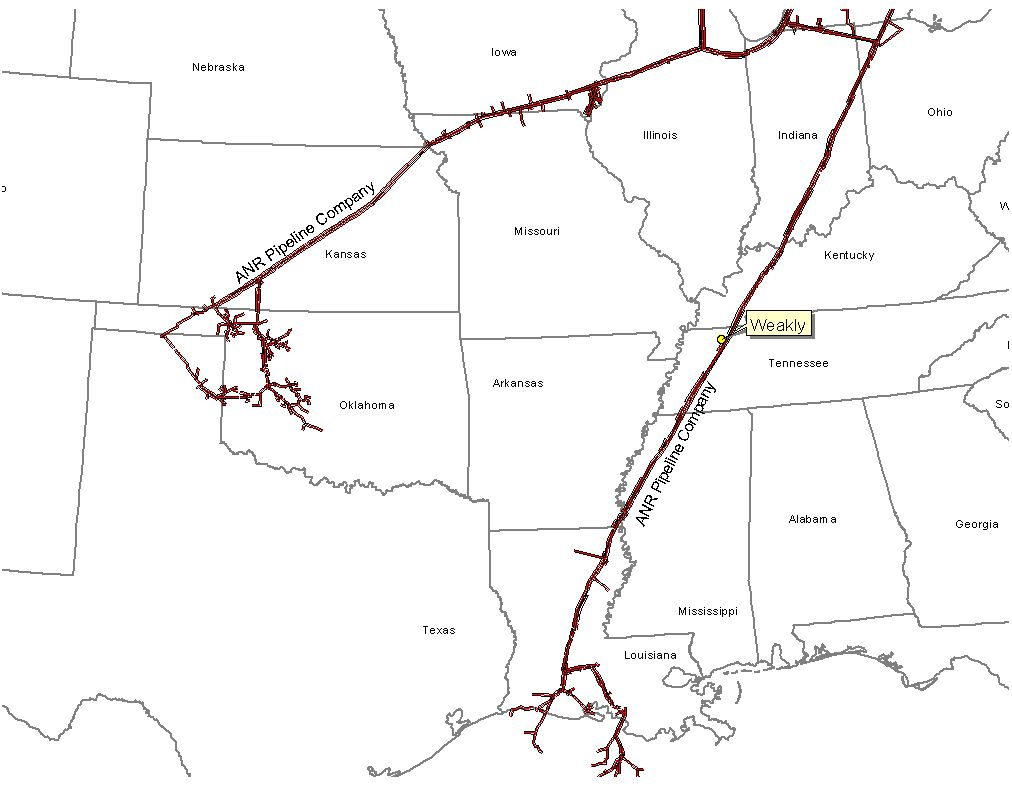 Iowa
Nebraska
Ohio
Illinois
Indiana
o
ANR Pipeline Company
W
Missouri
Kansas
Kentucky
Weakly
Tennessee
Arkansas
Oklahoma
So
ANR Pipeline Company
Alabama
Georgia
Mississippi
Texas
Louisiana